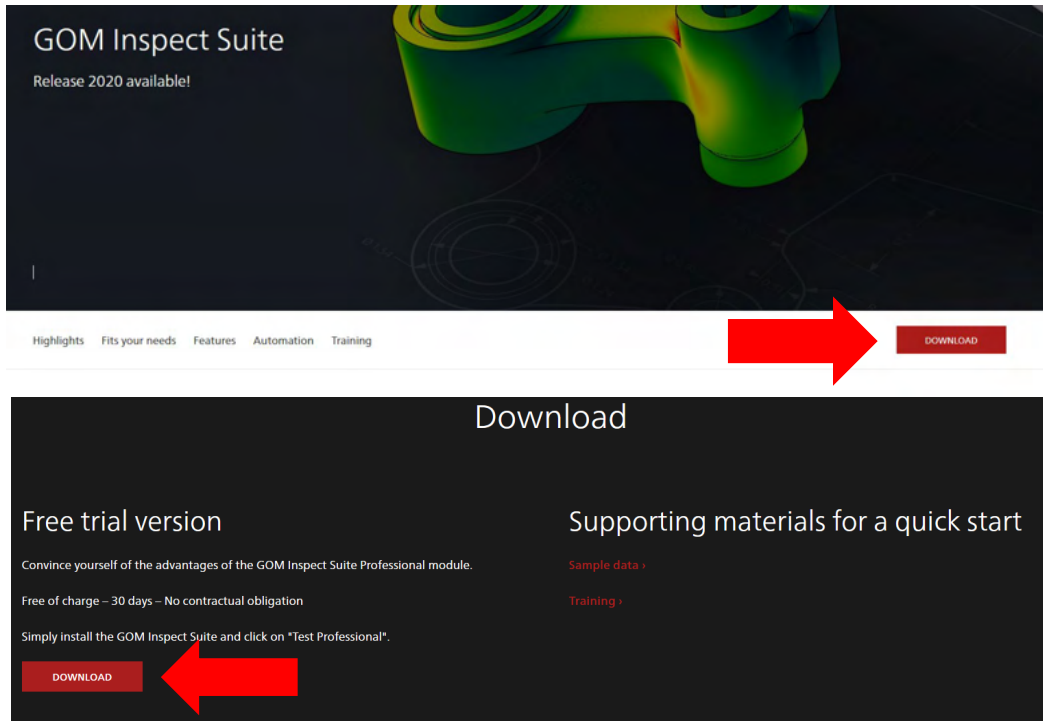 GOM Inspect Suite
Release 2020 available!
Highlights Fits your needs Features Automation Training
DOWNLOAD
Download
Free trial version
Convince yourself of the advantages of the GOM Inspect Suite Professional module.
Free of charge – 30 days – No contractual obligation
Simply install the GOM Inspect Suite and click on "Test Professional".
DOWNLOAD
Supporting materials for a quick start
Sample data ›
Training ›